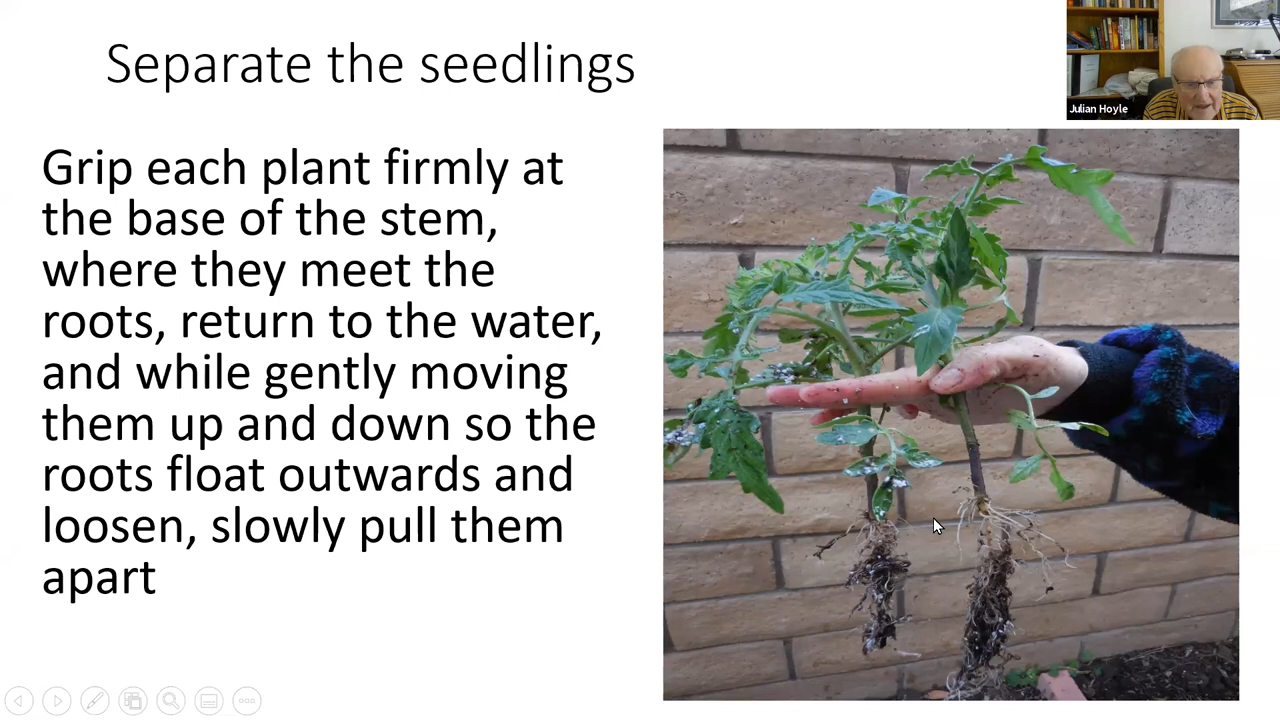 Separate the seedlings
Julian Hoyle
Grip each plant firmly at
the base of the stem,
where they meet the
roots, return to the water,
and while gently moving
them up and down so the
roots float outwards and
loosen, slowly pull them
apart